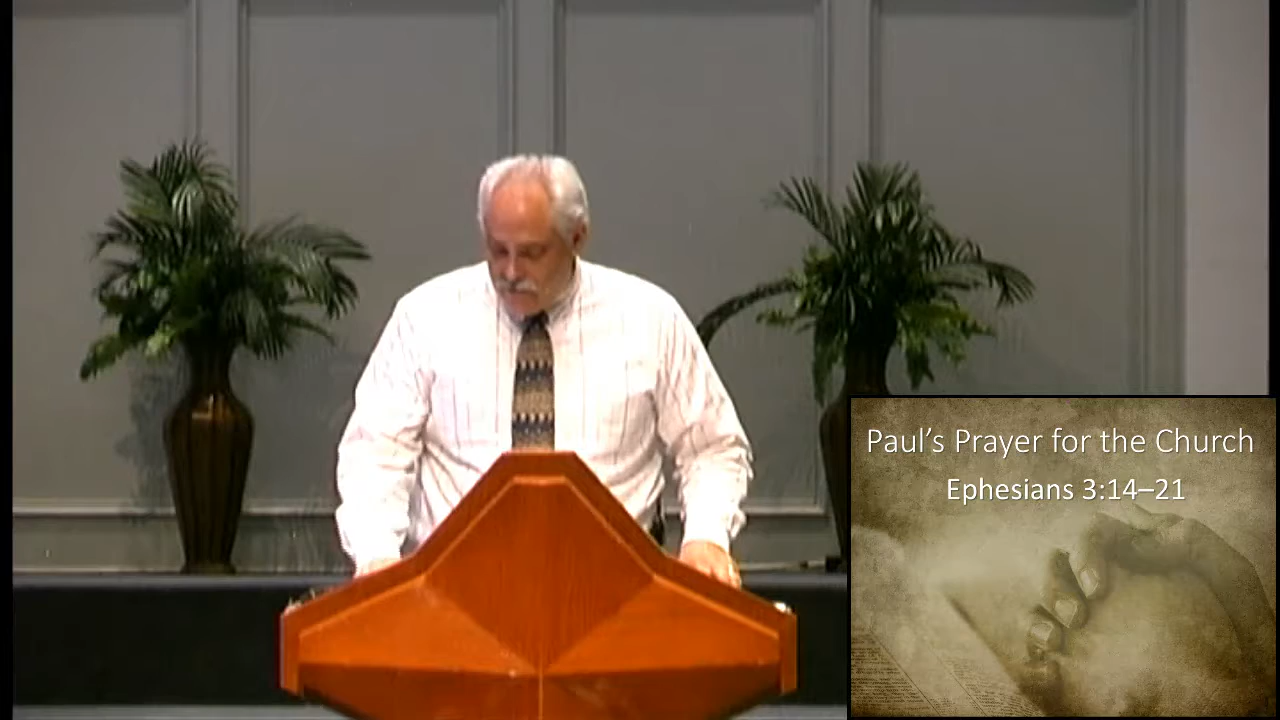 Paul’s Prayer for the Church
Ephesians 3:14–21